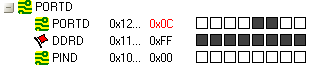 PORTD
PORTD 0x12... 0x0C
DDRD 0x11... 0xFF
PIND 0x10... 0x00